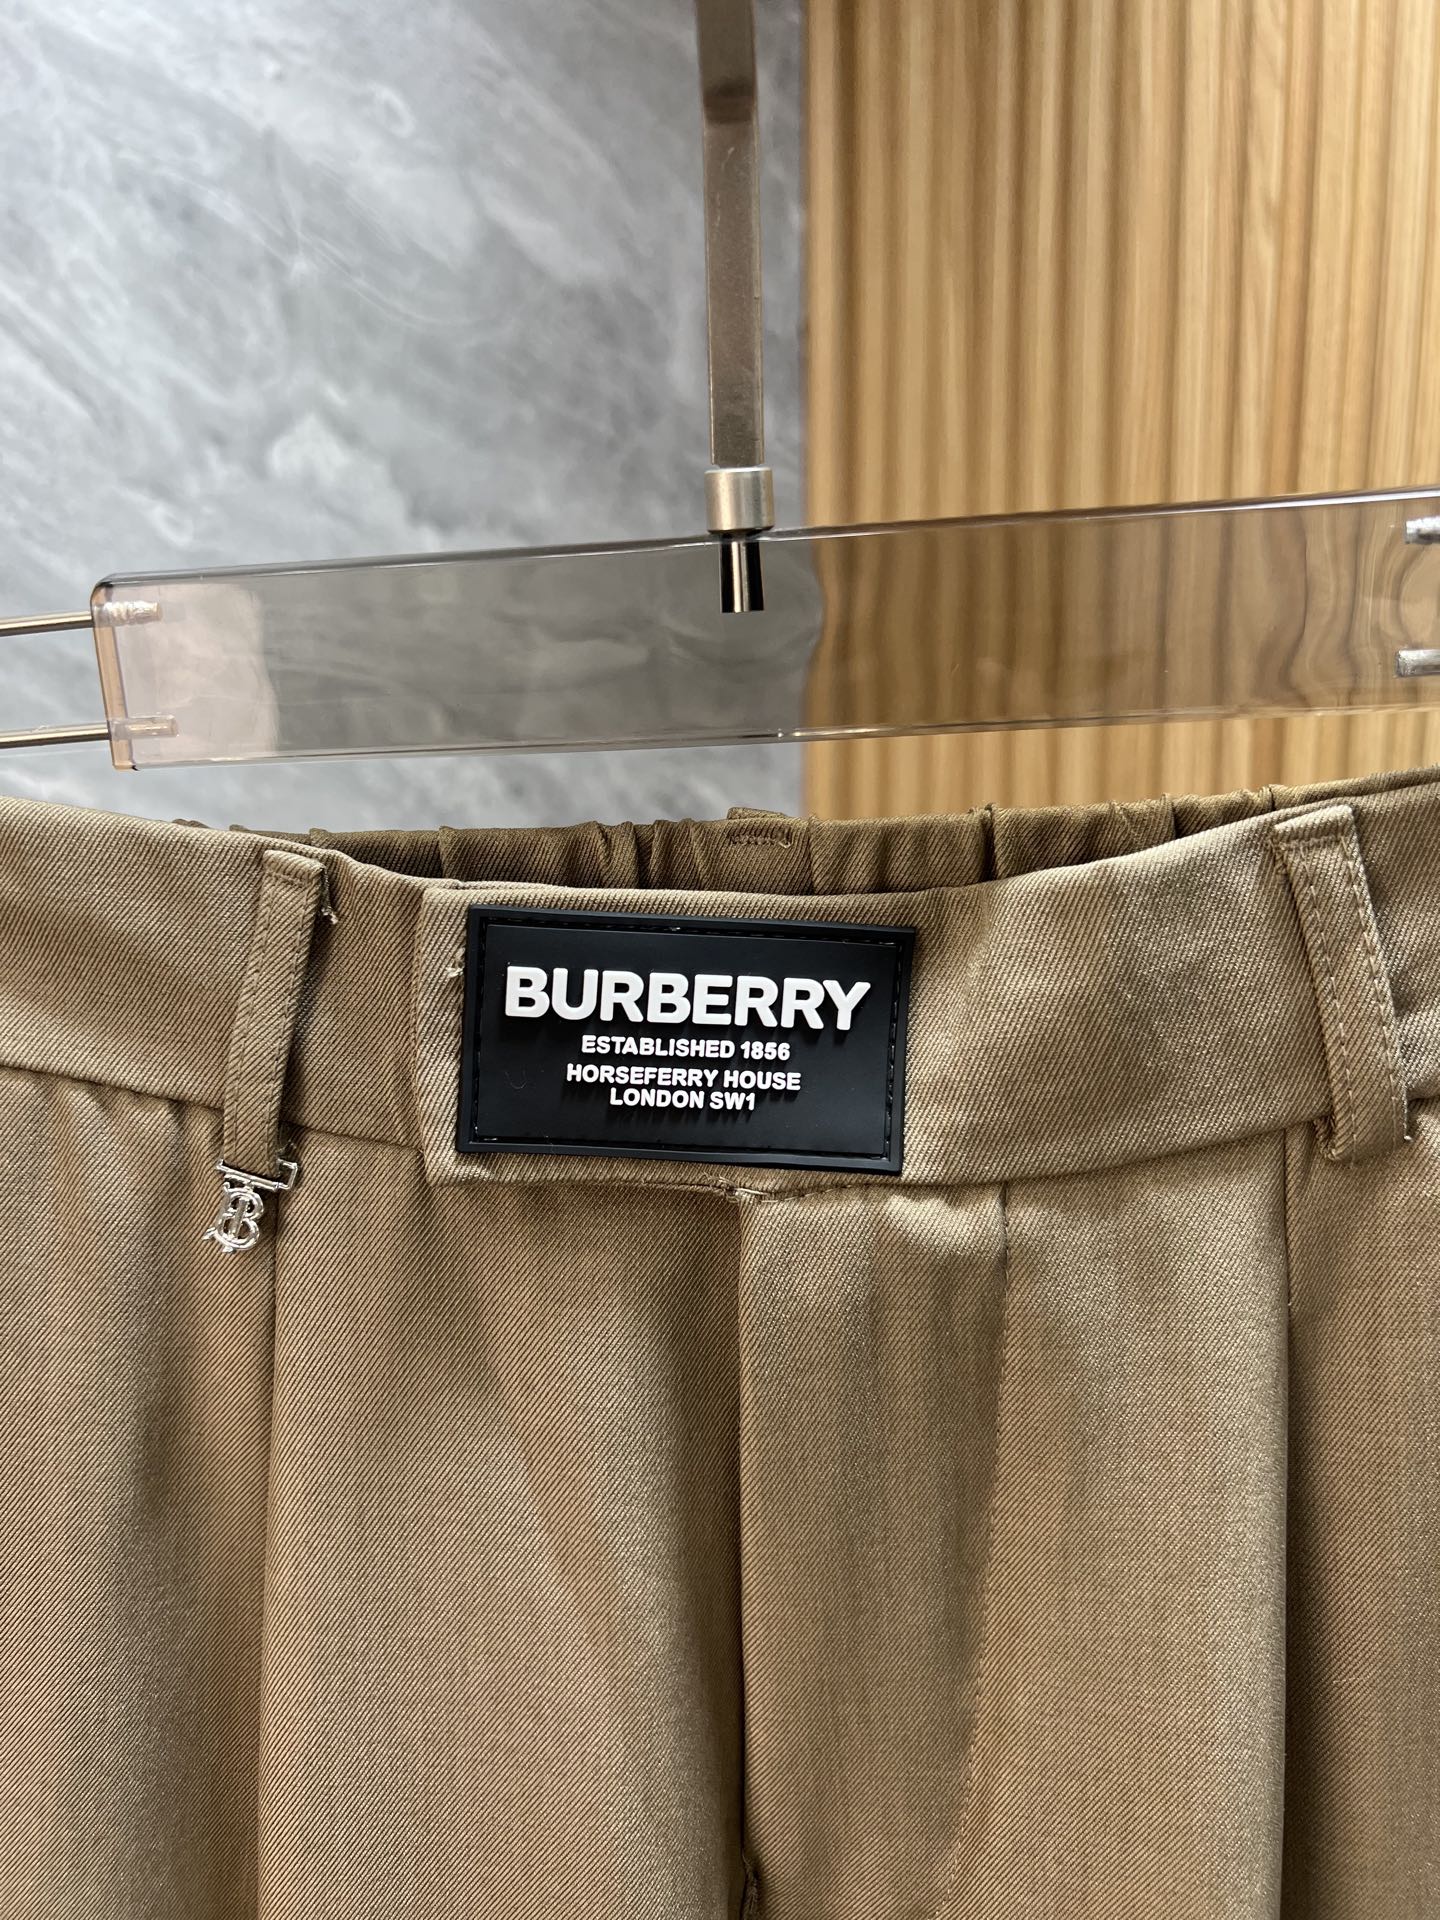 BURBERRY
ESTABLISHED 1856
HORSEFERRY HOUSE
LONDON SW1